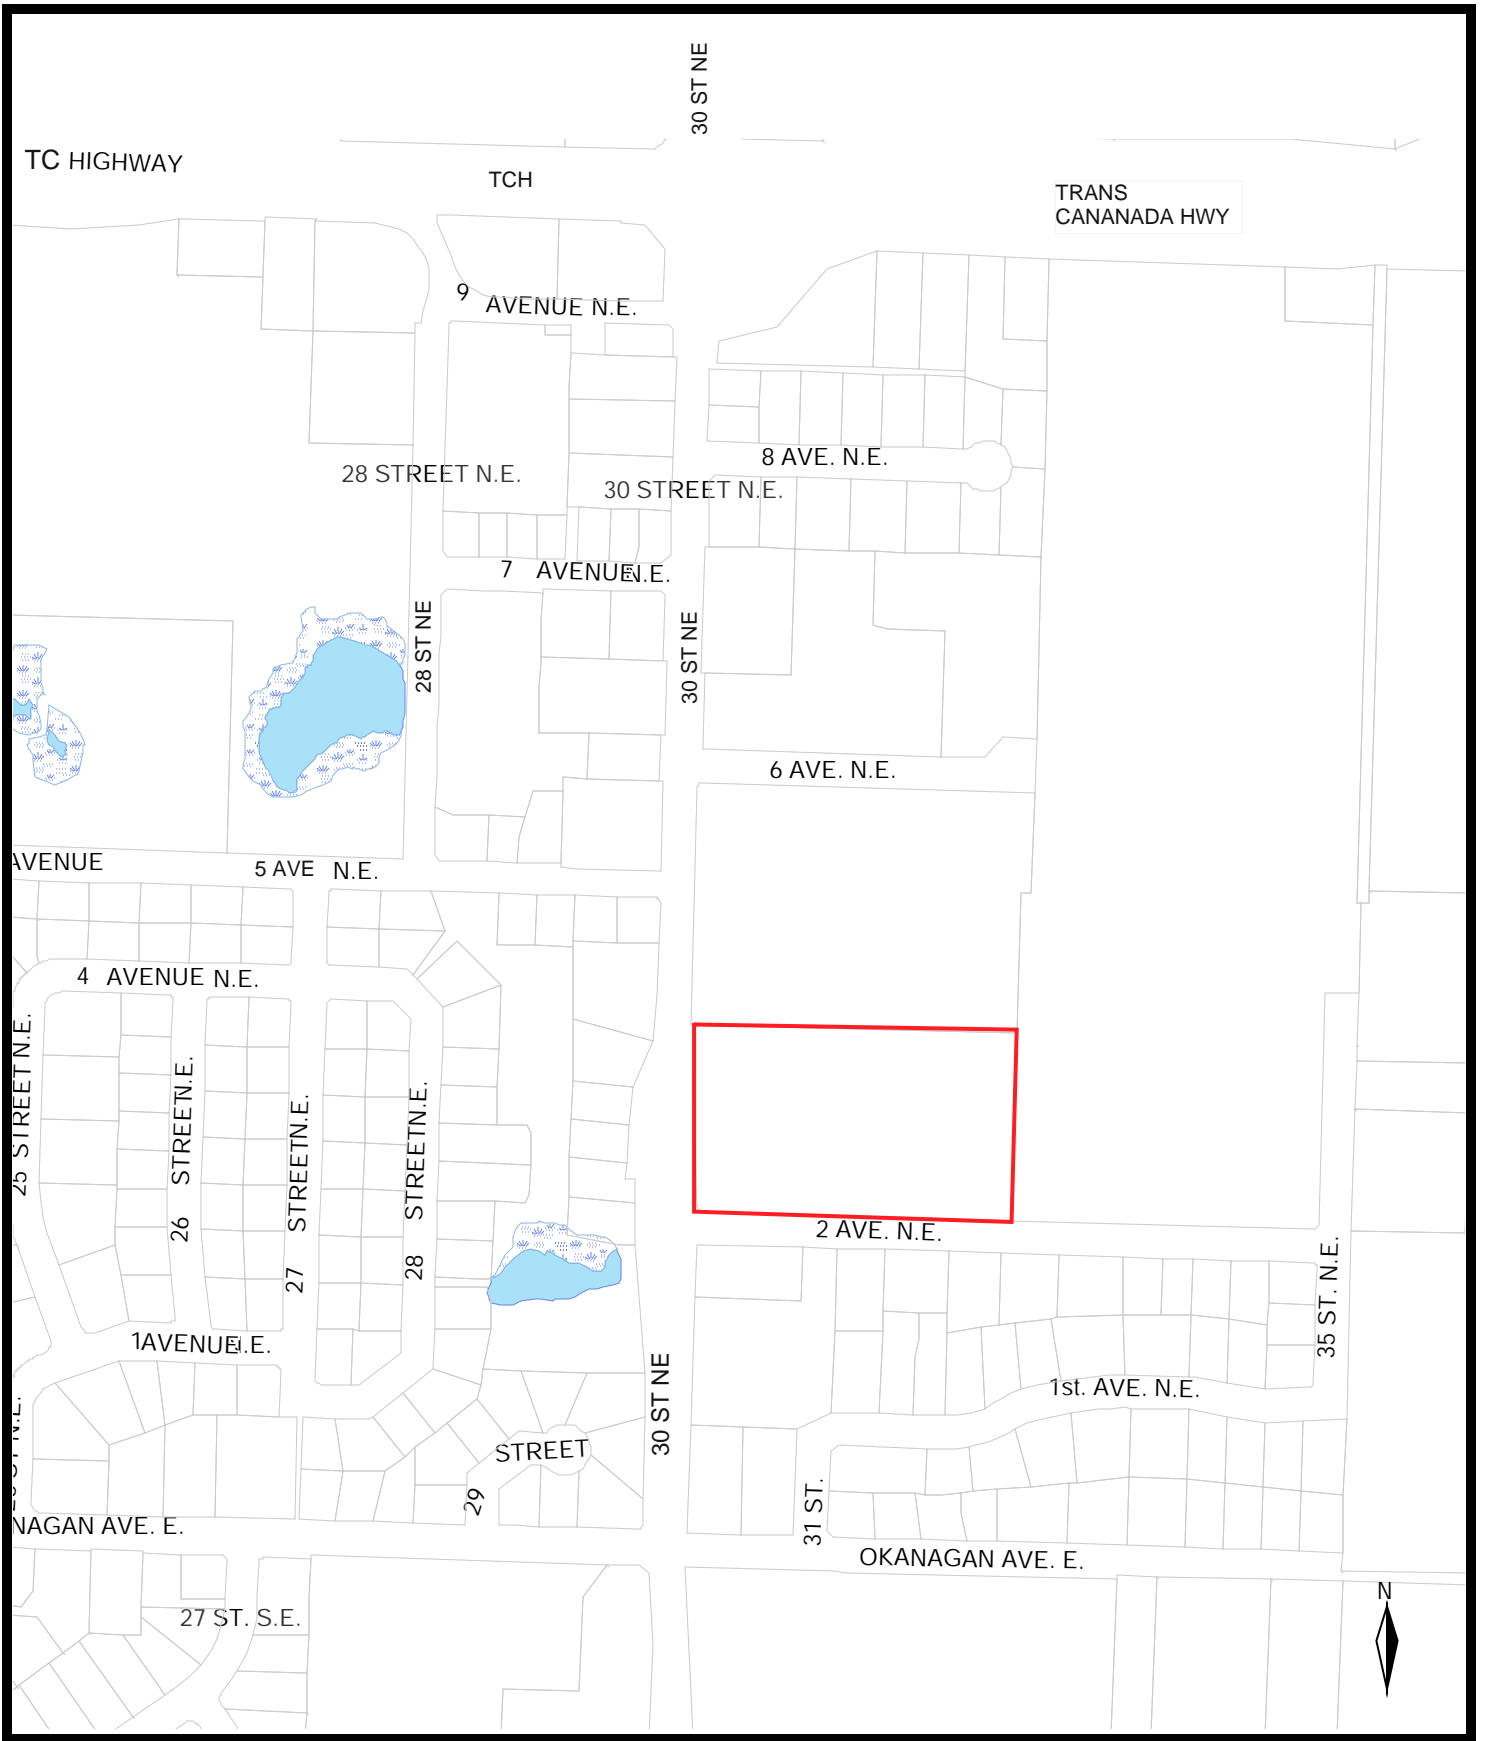 30 ST NE
TC HIGHWAY
TCH
TRANS
CANANADA HWY
9 AVENUE N.E.
8 AVE. N.E.
28 STREET N.E.
30 STREET N.E.
7 AVENUE N.E.
28 ST NE
30 ST NE
6 AVE. N.E.
AVENUE
5 AVE N.E.
4 AVENUE N.E.
25 STREET N.E.
26 STREET N.E.
27 STREET N.E.
28 STREET N.E.
2 AVE. N.E.
35 ST. N.E.
1 AVENUE N.E.
30 ST NE
1st. AVE. N.E.
29 STREET
31 ST.
NAGAN AVE. E.
OKANAGAN AVE. E.
27 ST. S.E.
N